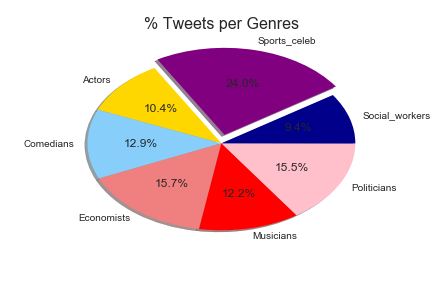 % Tweets per Genres
Sports_celeb
24.0%
Actors
10.4%
Social_workers
9.4%
Comedians
12.9%
15.5%
Politicians
15.7%
Economists
12.2%
Musicians